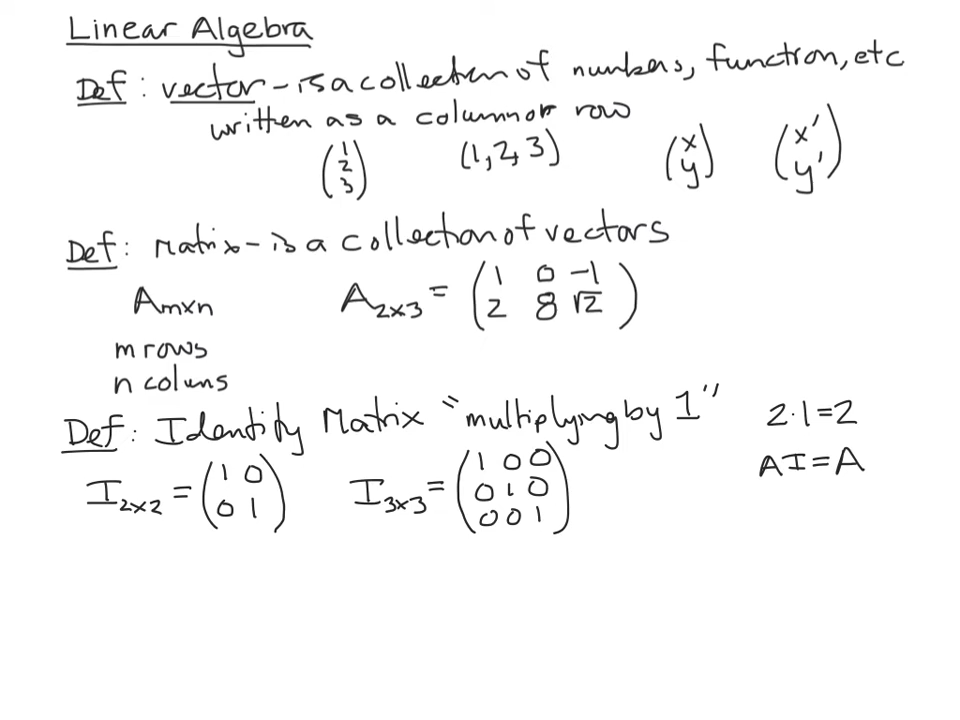 Linear Algebra
Def: vector - is a collection of numbers, function, etc
written as a column or row
(1 2 3) (1, 2, 3) (x y) (x' y')
Def: Matrix - is a collection of vectors
Amxn A2x3 = (1 0 -1
2 8 √2)
m rows
n colums
Def: Identity Matrix "multiplying by 1" 2·1=2
AI=A
I2x2 = (1 0
0 1) I3x3 = (1 0 0
0 1 0
0 0 1)